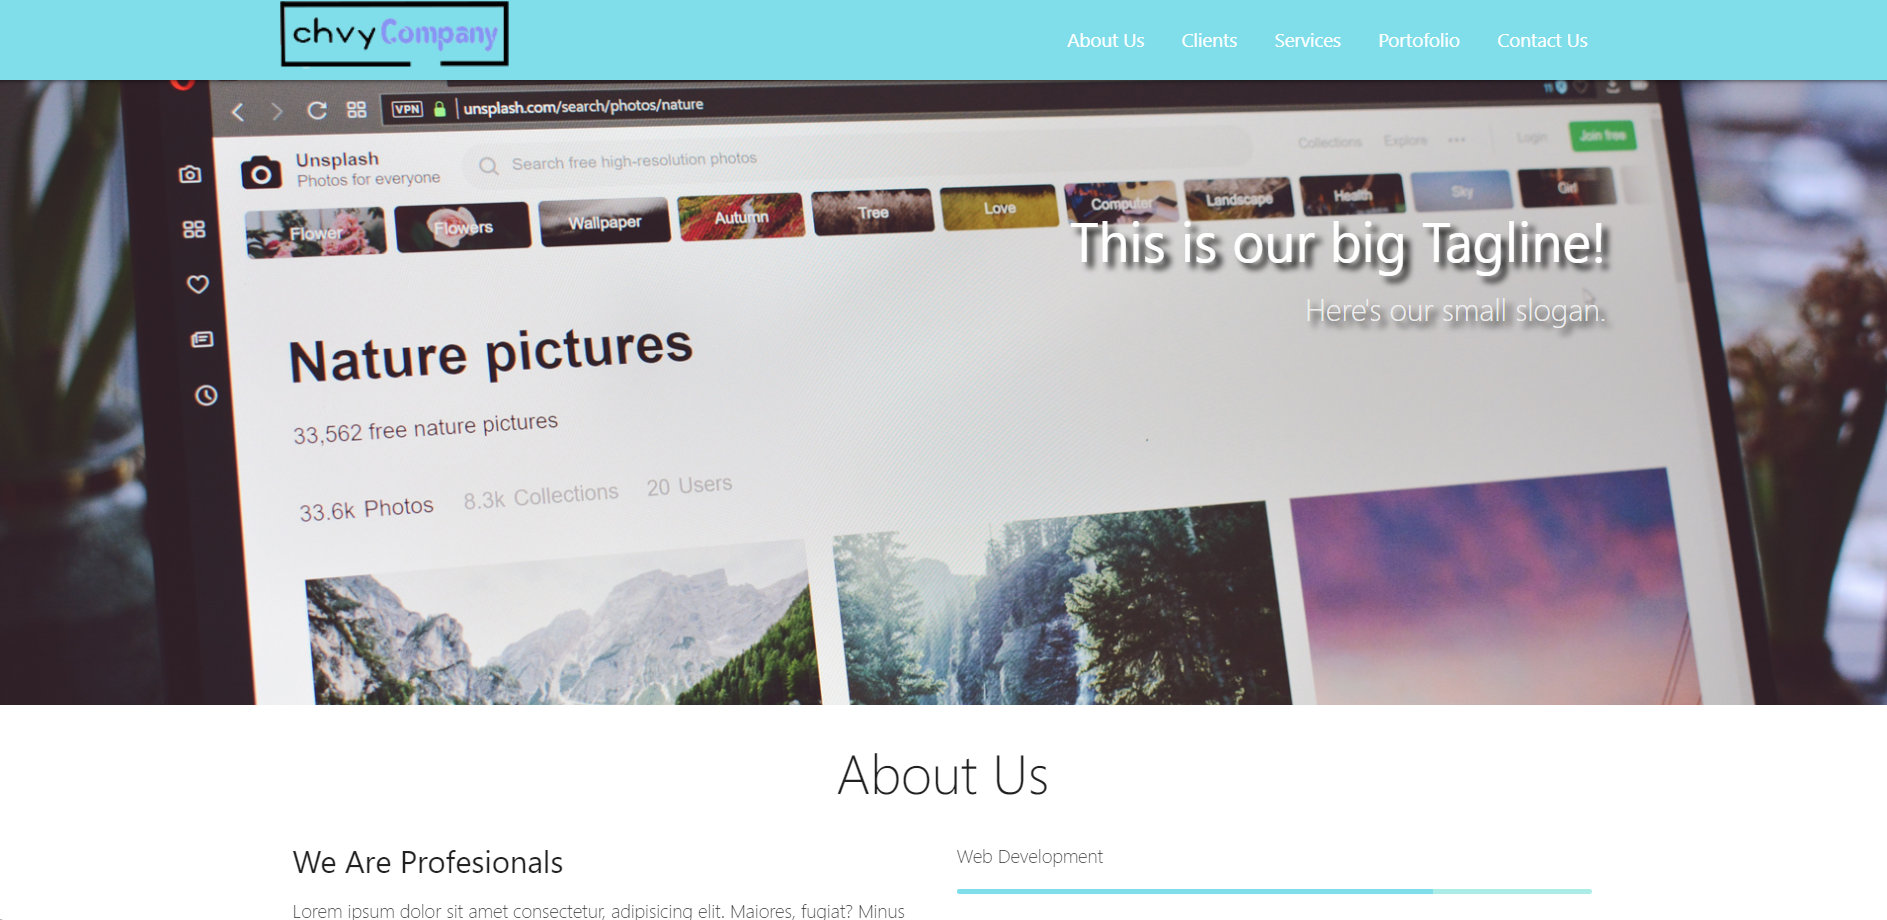 chvy Company
About Us Clients Services Portofolio Contact Us
VPN unsplash.com/search/photos/nature
Unsplash
Photos for everyone
Search free high-resolution photos
Collections Explore ••• Login Join free
Flower Flowers Wallpaper Autumn Tree Love Computer Landscape Health Sky Girl
This is our big Tagline!
Here's our small slogan.
Nature pictures
33,562 free nature pictures
33.6k Photos 8.3k Collections 20 Users
About Us
We Are Profesionals
Web Development
Lorem ipsum dolor sit amet consectetur, adipisicing elit. Maiores, fugiat? Minus